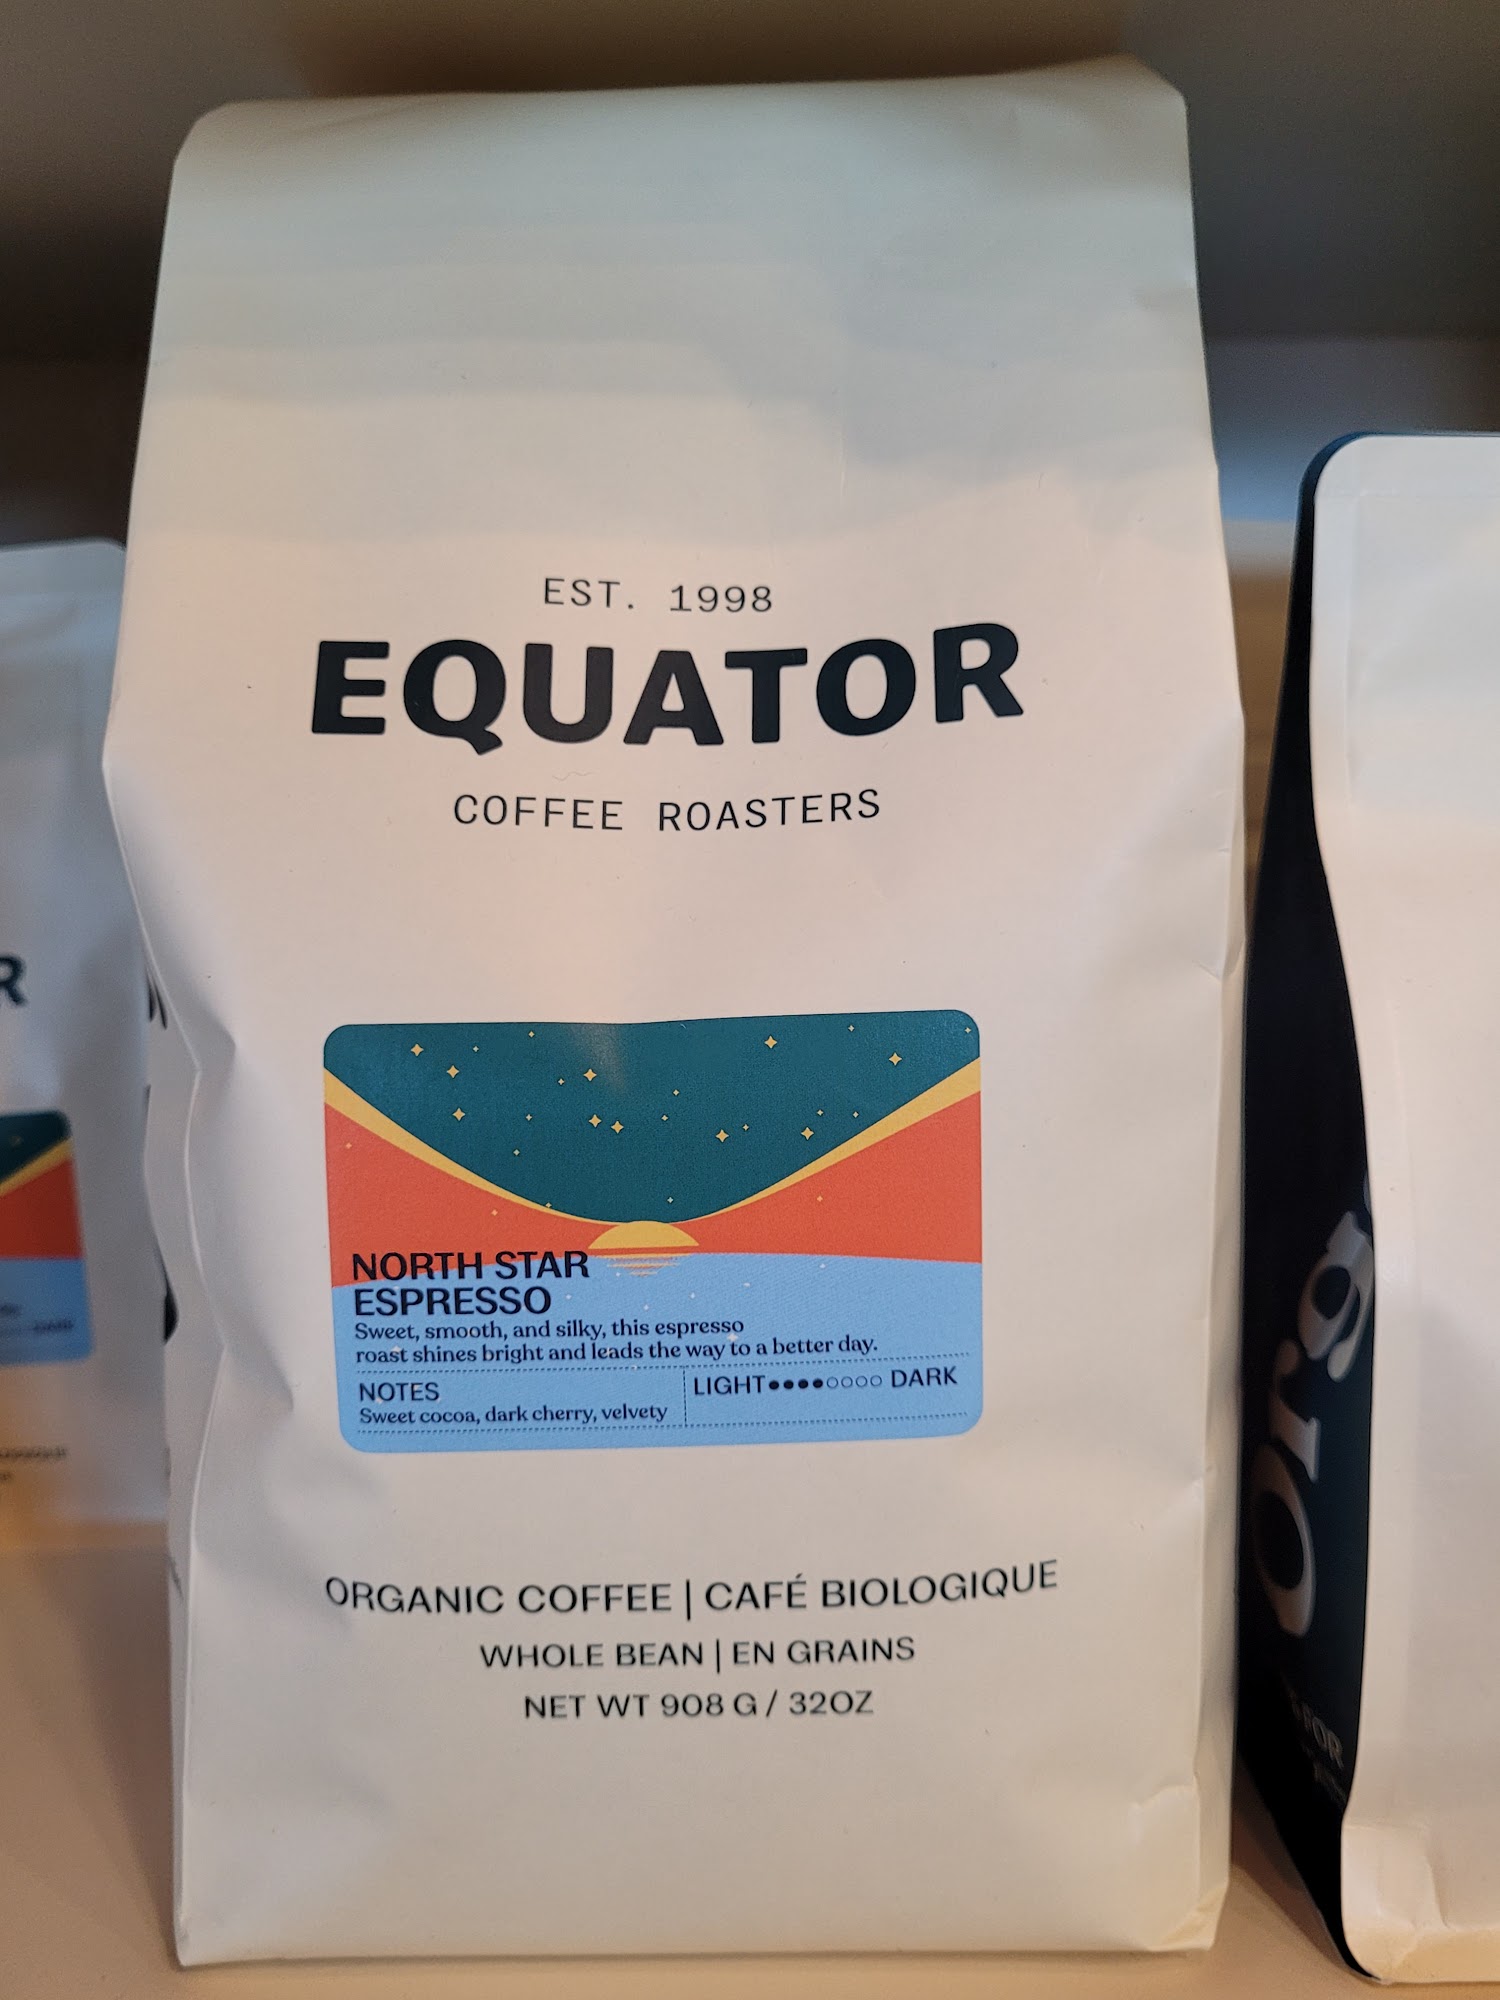 EST. 1998
EQUATOR
COFFEE ROASTERS
NORTH STAR
ESPRESSO
Sweet, smooth, and silky, this espresso
roast shines bright and leads the way to a better day.
NOTES
Sweet cocoa, dark cherry, velvety
LIGHT●●●●○○○○ DARK
ORGANIC COFFEE | CAFÉ BIOLOGIQUE
WHOLE BEAN | EN GRAINS
NET WT 908 G / 32OZ
R
Org
FOR